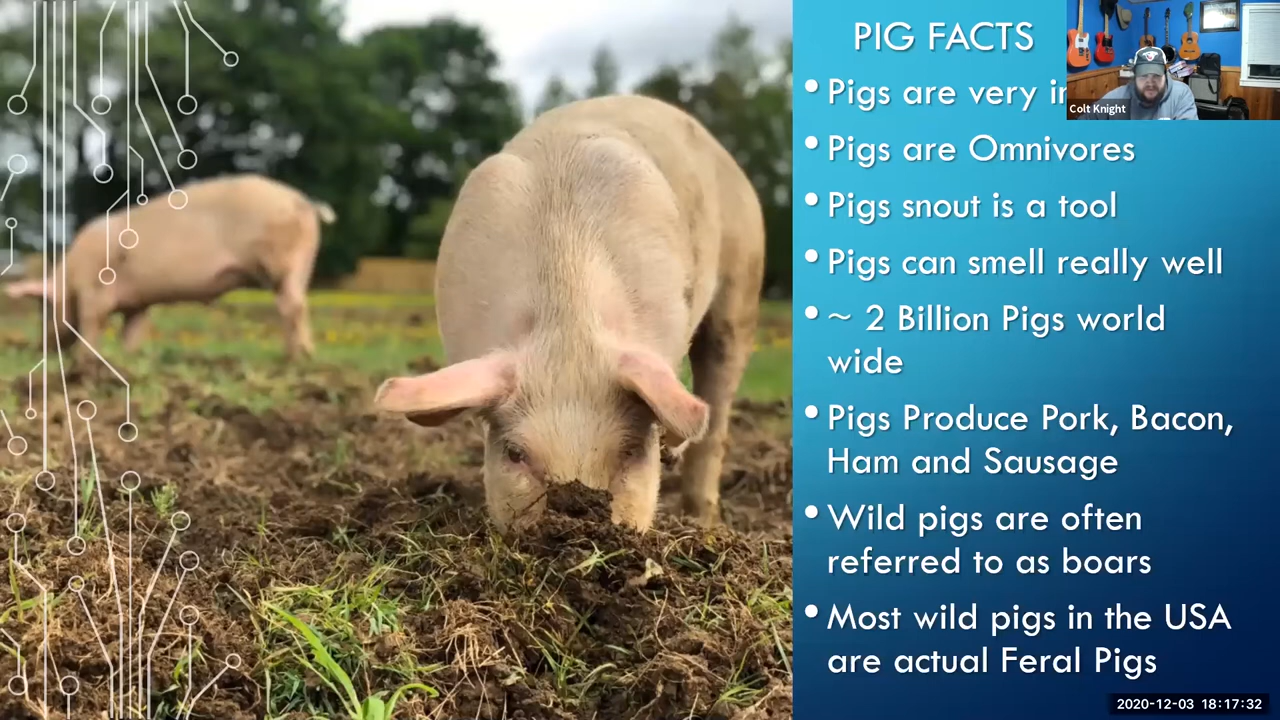 PIG FACTS
Colt Knight
• Pigs are very
• Pigs are Omnivores
• Pigs snout is a tool
• Pigs can smell really well
• ~ 2 Billion Pigs world
wide
• Pigs Produce Pork, Bacon,
Ham and Sausage
• Wild pigs are often
referred to as boars
• Most wild pigs in the USA
are actual Feral Pigs
2020-12-03 18:17:32